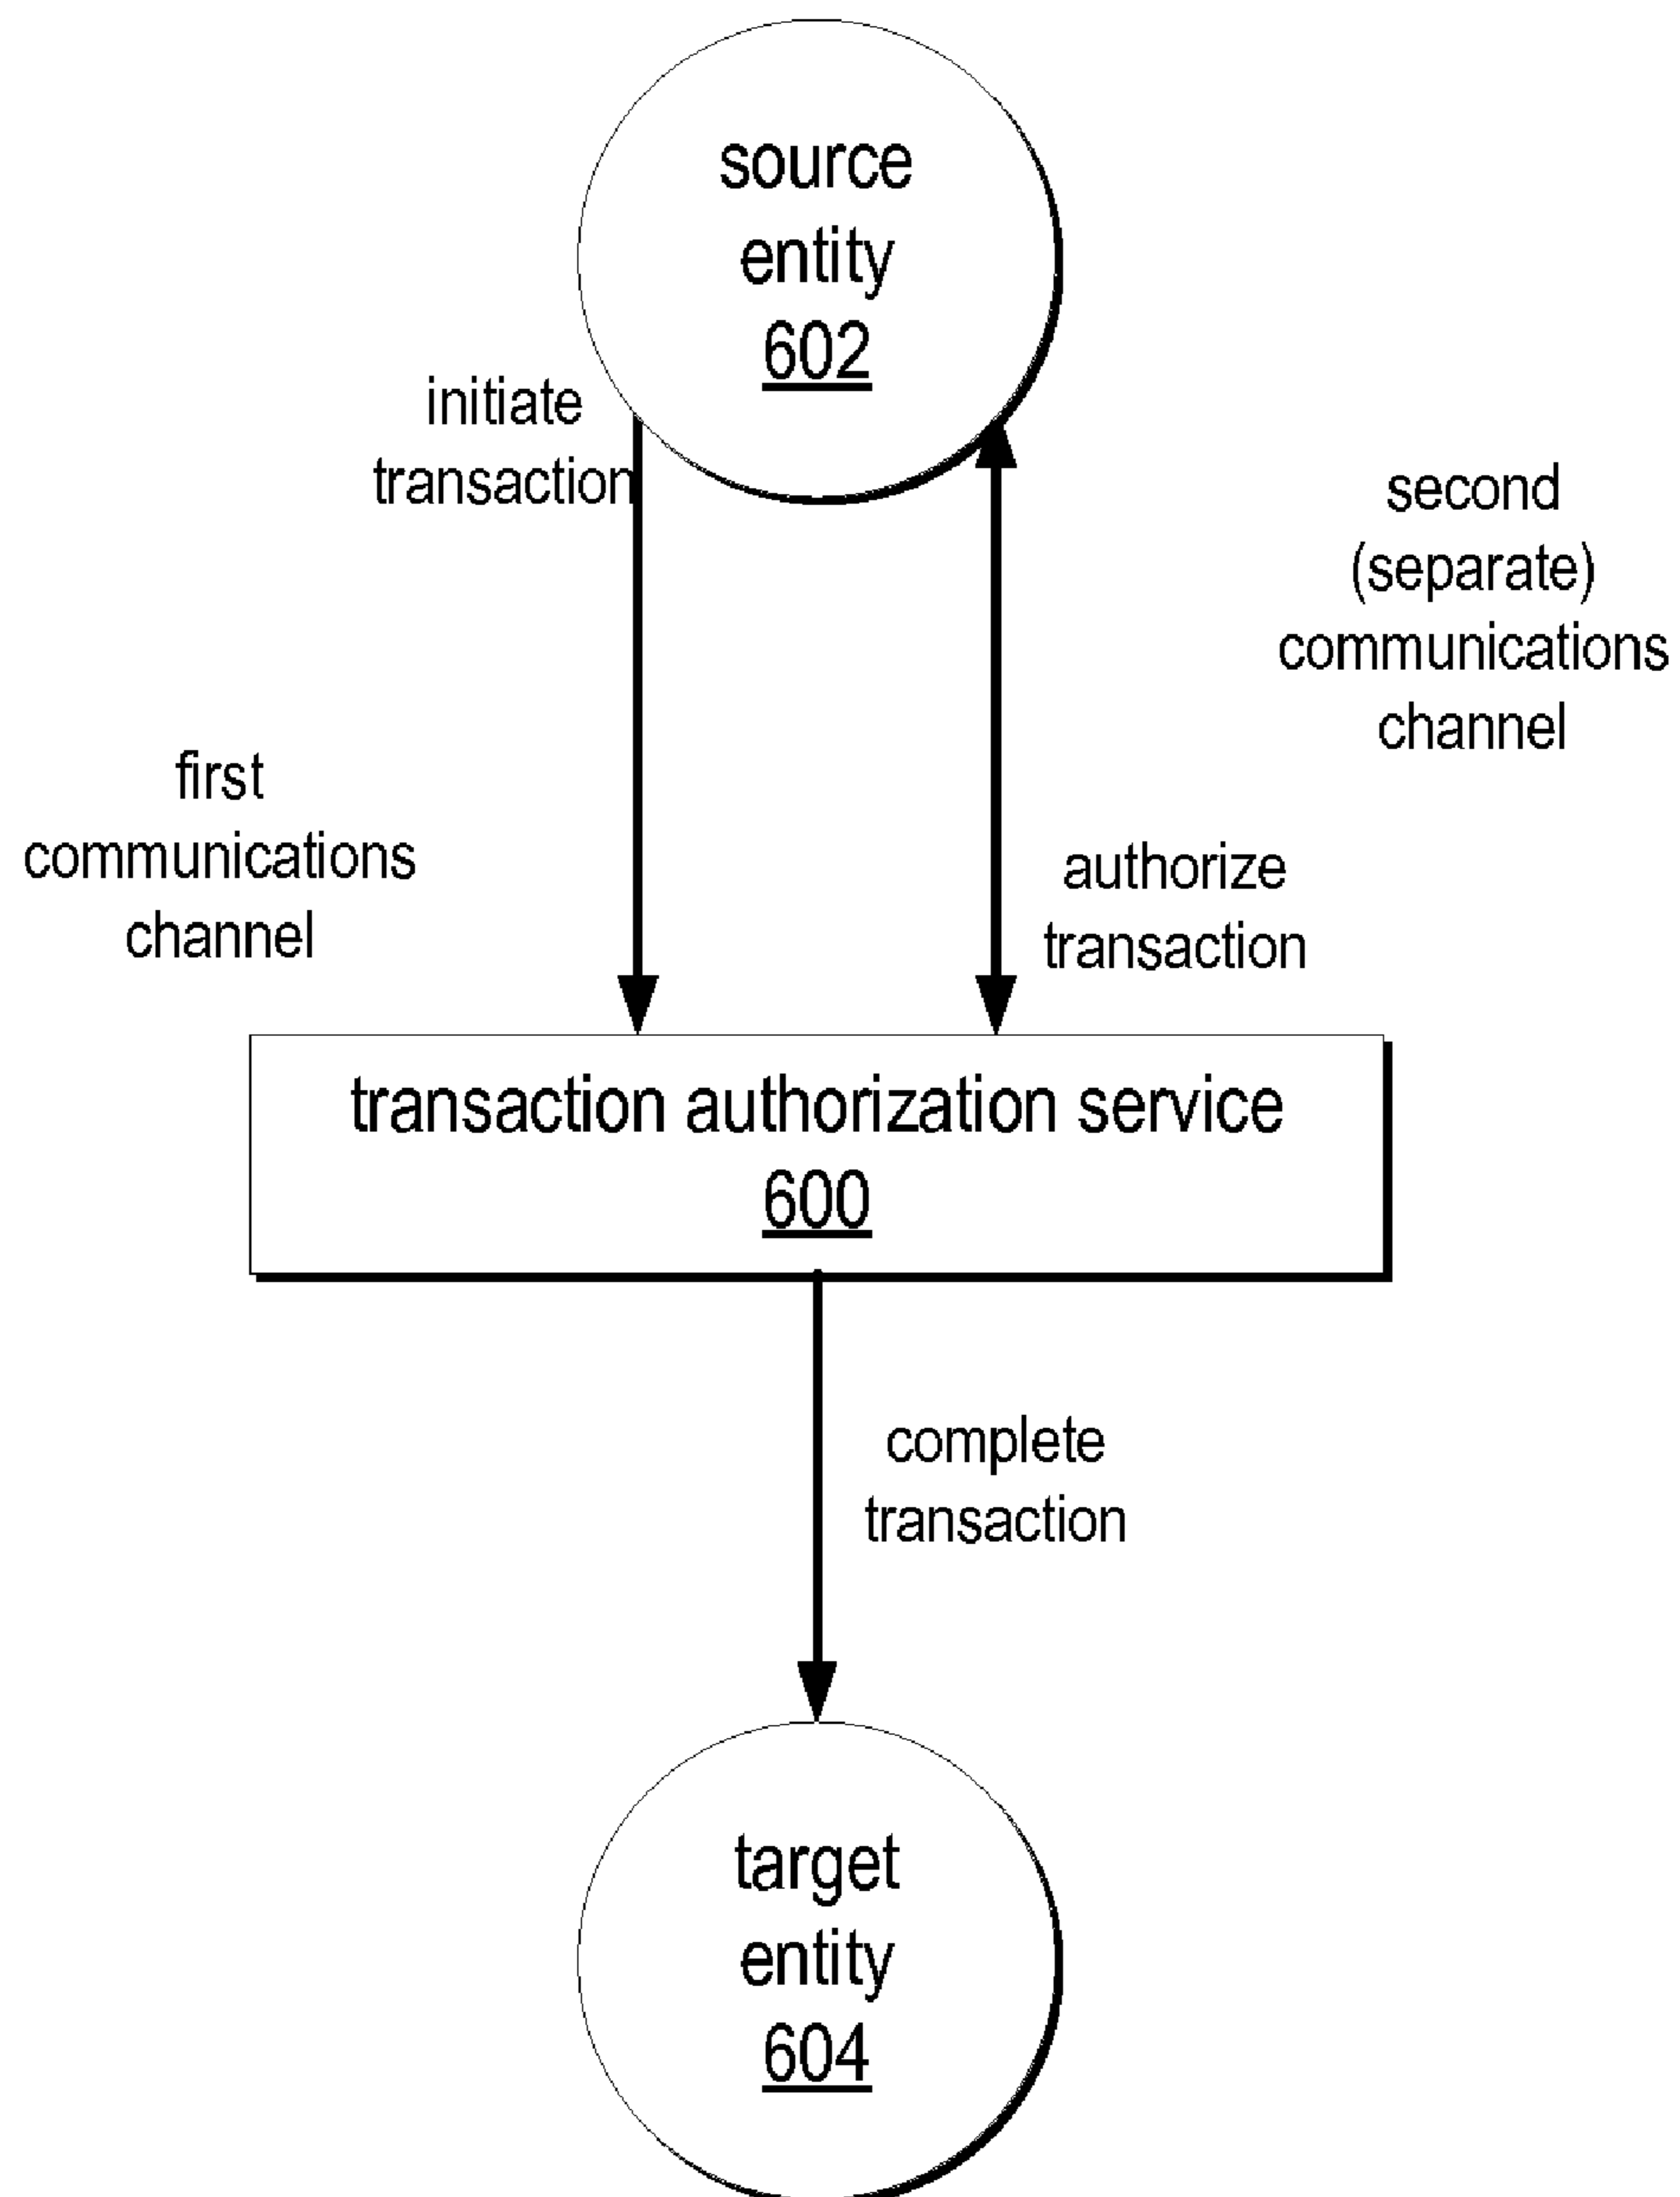 source
entity
602
initiate
transaction
second
(separate)
communications
channel
first
communications
channel
authorize
transaction
transaction authorization service
600
complete
transaction
target
entity
604